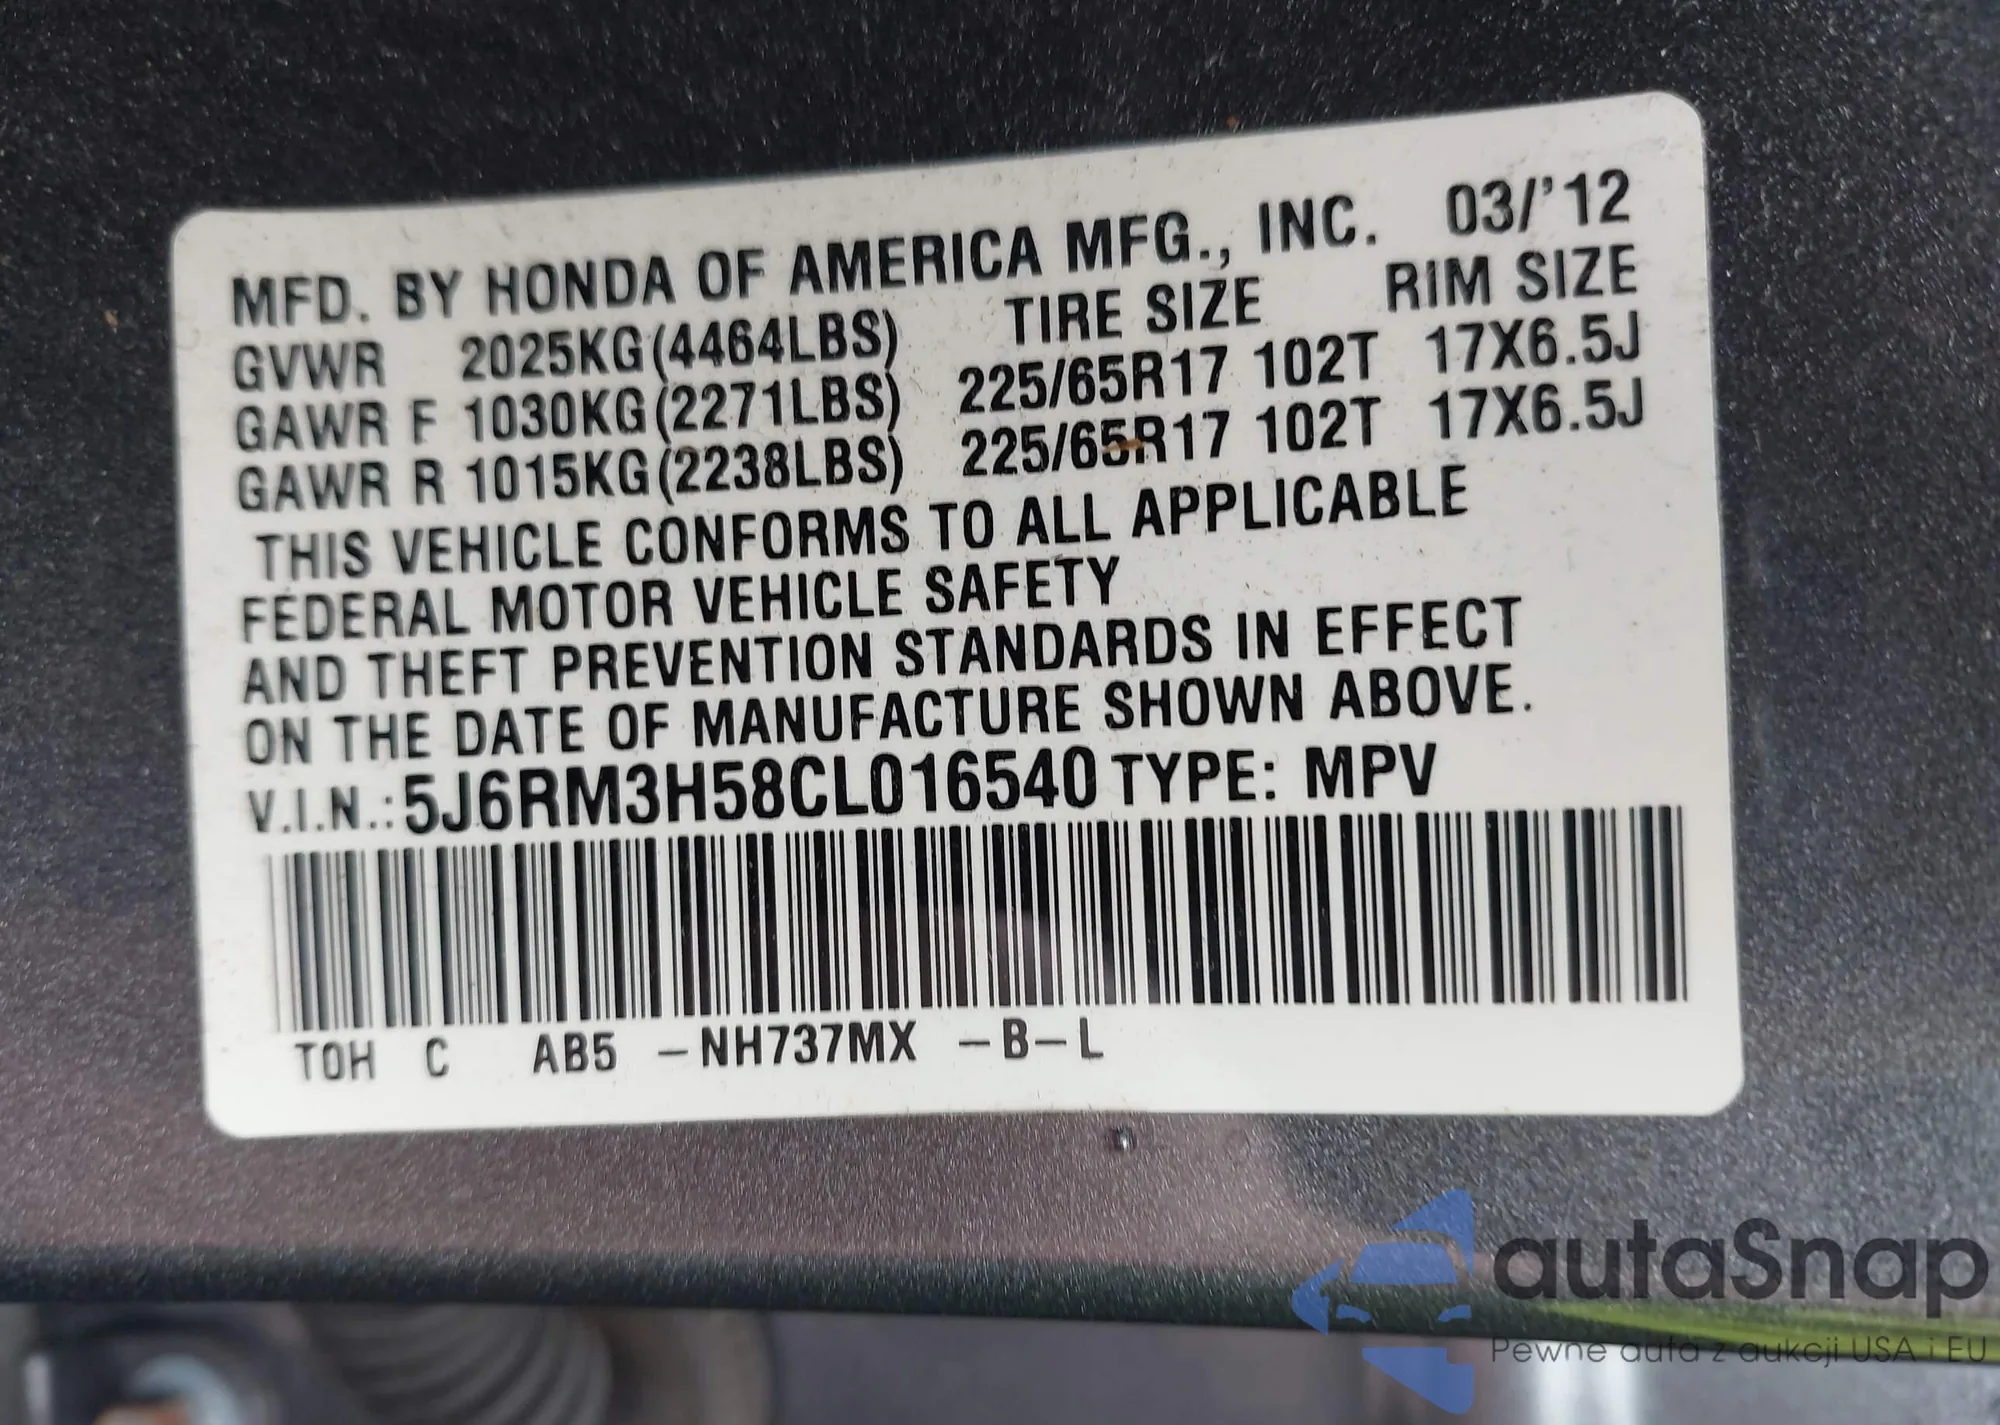 MFD. BY HONDA OF AMERICA MFG., INC. 03/'12
GVWR 2025KG(4464LBS) TIRE SIZE RIM SIZE
GAWR F 1030KG(2271LBS) 225/65R17 102T 17X6.5J
GAWR R 1015KG(2238LBS) 225/65R17 102T 17X6.5J
THIS VEHICLE CONFORMS TO ALL APPLICABLE
FEDERAL MOTOR VEHICLE SAFETY
AND THEFT PREVENTION STANDARDS IN EFFECT
ON THE DATE OF MANUFACTURE SHOWN ABOVE.
V.I.N.:5J6RM3H58CL016540 TYPE: MPV
TOH C AB5 -NH737MX -B-L
autaSnap
Pewne auta z aukcji USA i EU